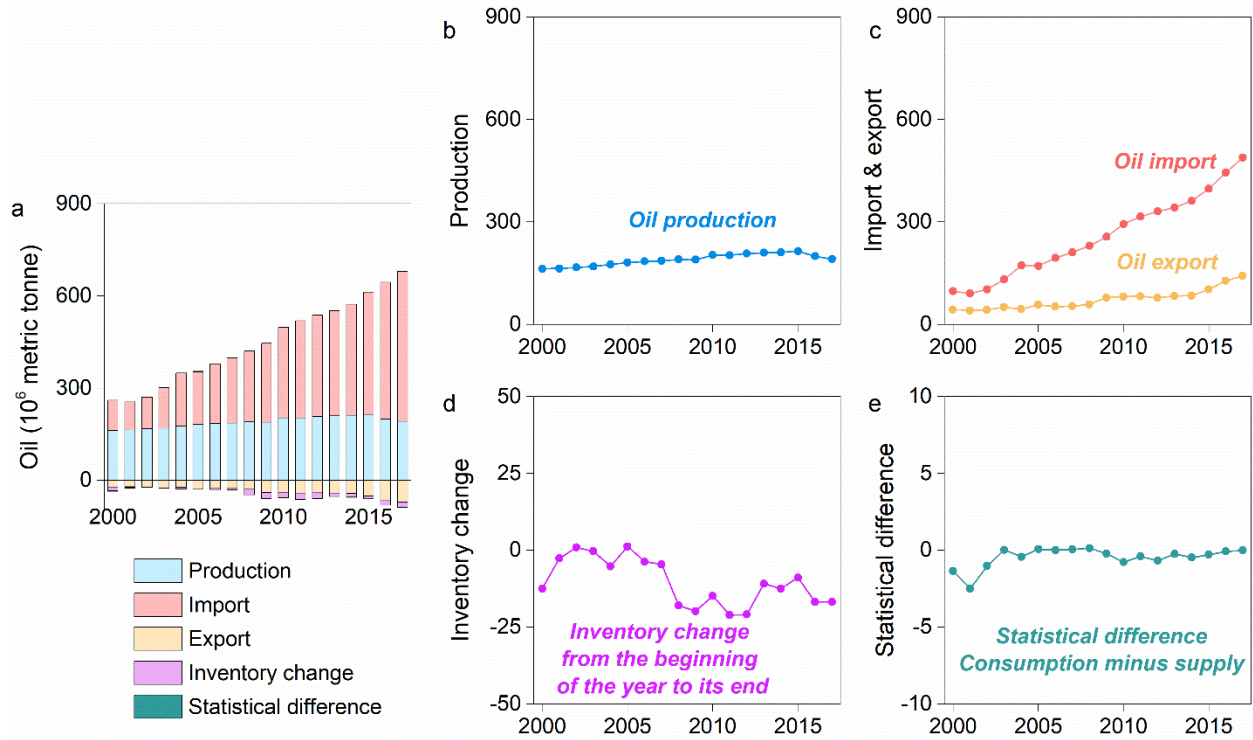 a
Oil (10⁶ metric tonne)
900
600
300
0
2000
2005
2010
2015
Production
Import
Export
Inventory change
Statistical difference
b
Production
900
600
300
0
Oil production
2000
2005
2010
2015
c
Import & export
900
600
300
0
Oil import
Oil export
2000
2005
2010
2015
d
Inventory change
50
25
0
-25
-50
Inventory change
from the beginning
of the year to its end
2000
2005
2010
2015
e
Statistical difference
10
5
0
-5
-10
Statistical difference
Consumption minus supply
2000
2005
2010
2015